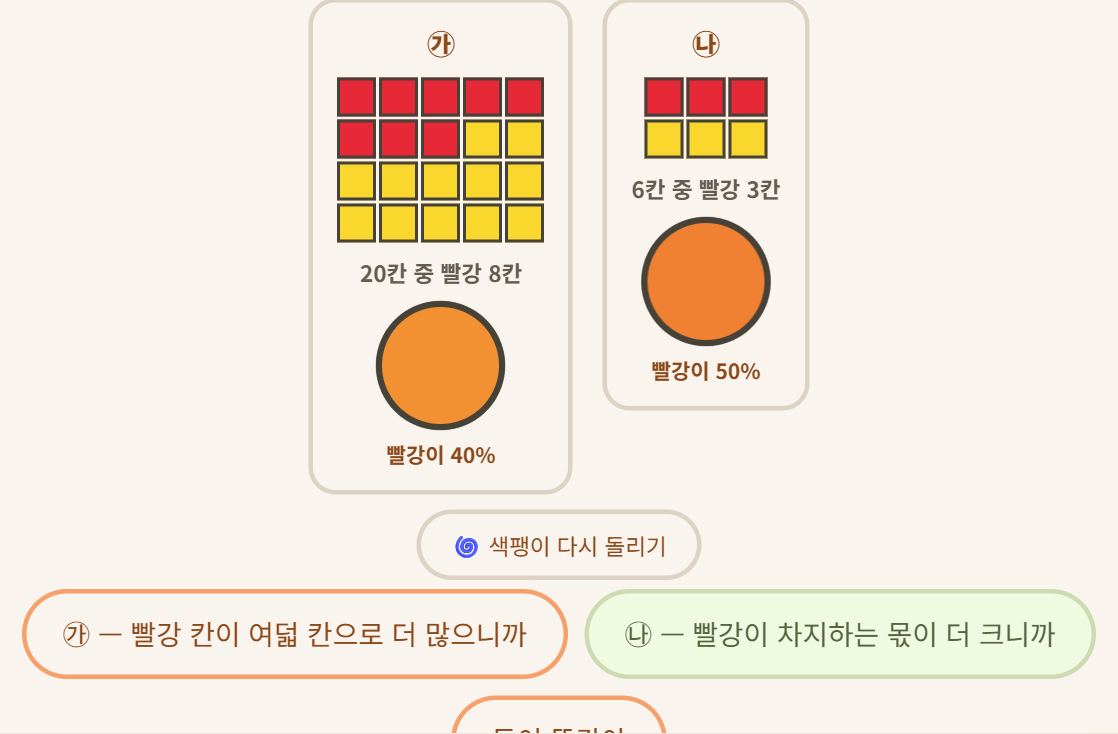 ㉮
20칸 중 빨강 8칸
빨강이 40%
㉯
6칸 중 빨강 3칸
빨강이 50%
색팽이 다시 돌리기
㉮ — 빨강 칸이 여덟 칸으로 더 많으니까
㉯ — 빨강이 차지하는 몫이 더 크니까